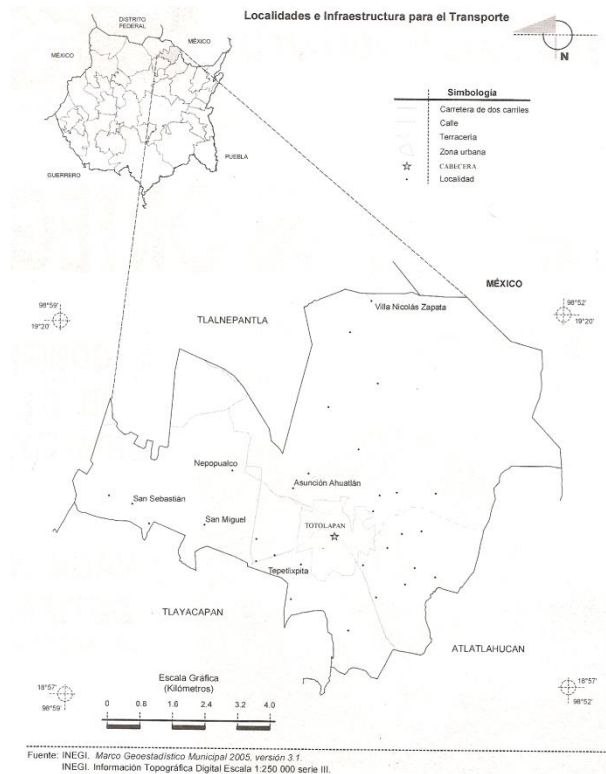 Localidades e Infraestructura para el Transporte
DISTRITO
FEDERAL
MÉXICO
MÉXICO
N
PUEBLA
GUERRERO
Simbología
Carretera de dos carriles
Calle
Terracería
Zona urbana
CABECERA
Localidad
MÉXICO
98°59'
19°20'
98°52'
19°20'
Villa Nicolás Zapata
TLALNEPANTLA
Nepopualco
Asunción Ahuatlán
San Sebastián
San Miguel
TOTOLAPAN
Tepetlixpita
TLAYACAPAN
ATLATLAHUCAN
Escala Gráfica
(Kilómetros)
0 0.8 1.6 2.4 3.2 4.0
18°57'
98°59'
18°57'
98°52'
Fuente: INEGI. Marco Geoestadístico Municipal 2005, versión 3.1.
INEGI. Información Topográfica Digital Escala 1:250 000 serie III.